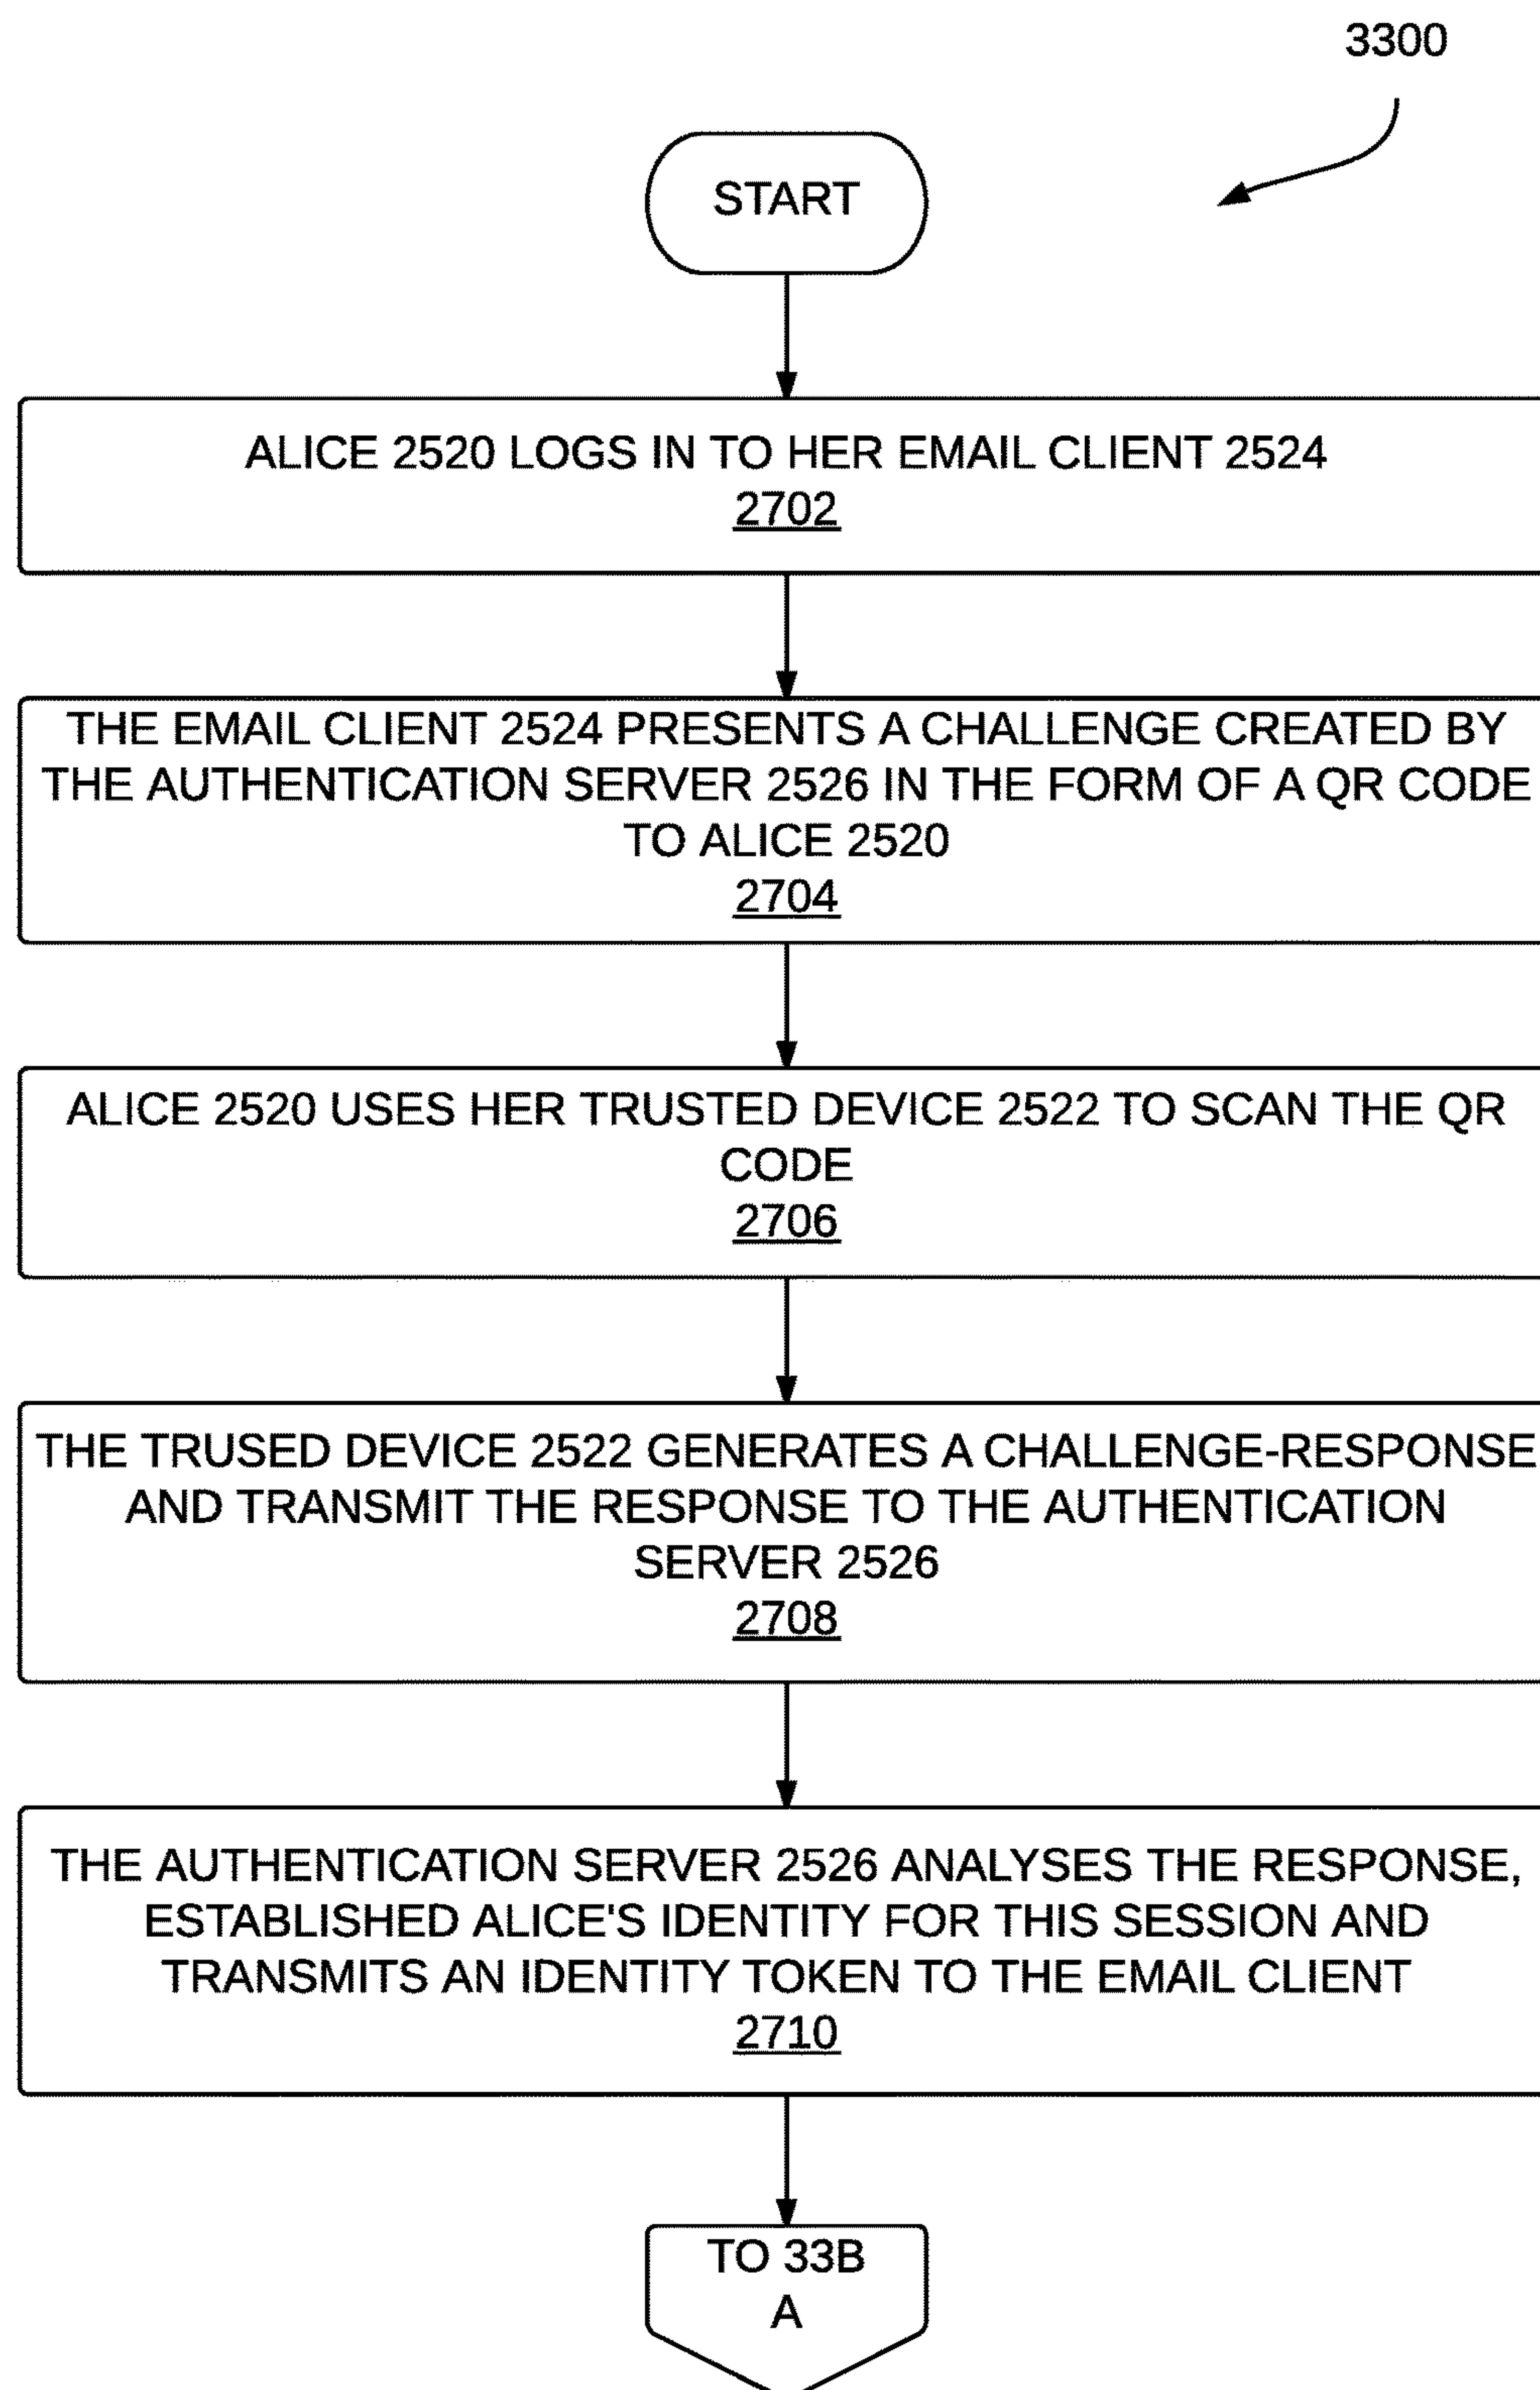 3300
START
ALICE 2520 LOGS IN TO HER EMAIL CLIENT 2524
2702
THE EMAIL CLIENT 2524 PRESENTS A CHALLENGE CREATED BY
THE AUTHENTICATION SERVER 2526 IN THE FORM OF A QR CODE
TO ALICE 2520
2704
ALICE 2520 USES HER TRUSTED DEVICE 2522 TO SCAN THE QR
CODE
2706
THE TRUSED DEVICE 2522 GENERATES A CHALLENGE-RESPONSE
AND TRANSMIT THE RESPONSE TO THE AUTHENTICATION
SERVER 2526
2708
THE AUTHENTICATION SERVER 2526 ANALYSES THE RESPONSE,
ESTABLISHED ALICE'S IDENTITY FOR THIS SESSION AND
TRANSMITS AN IDENTITY TOKEN TO THE EMAIL CLIENT
2710
TO 33B
A